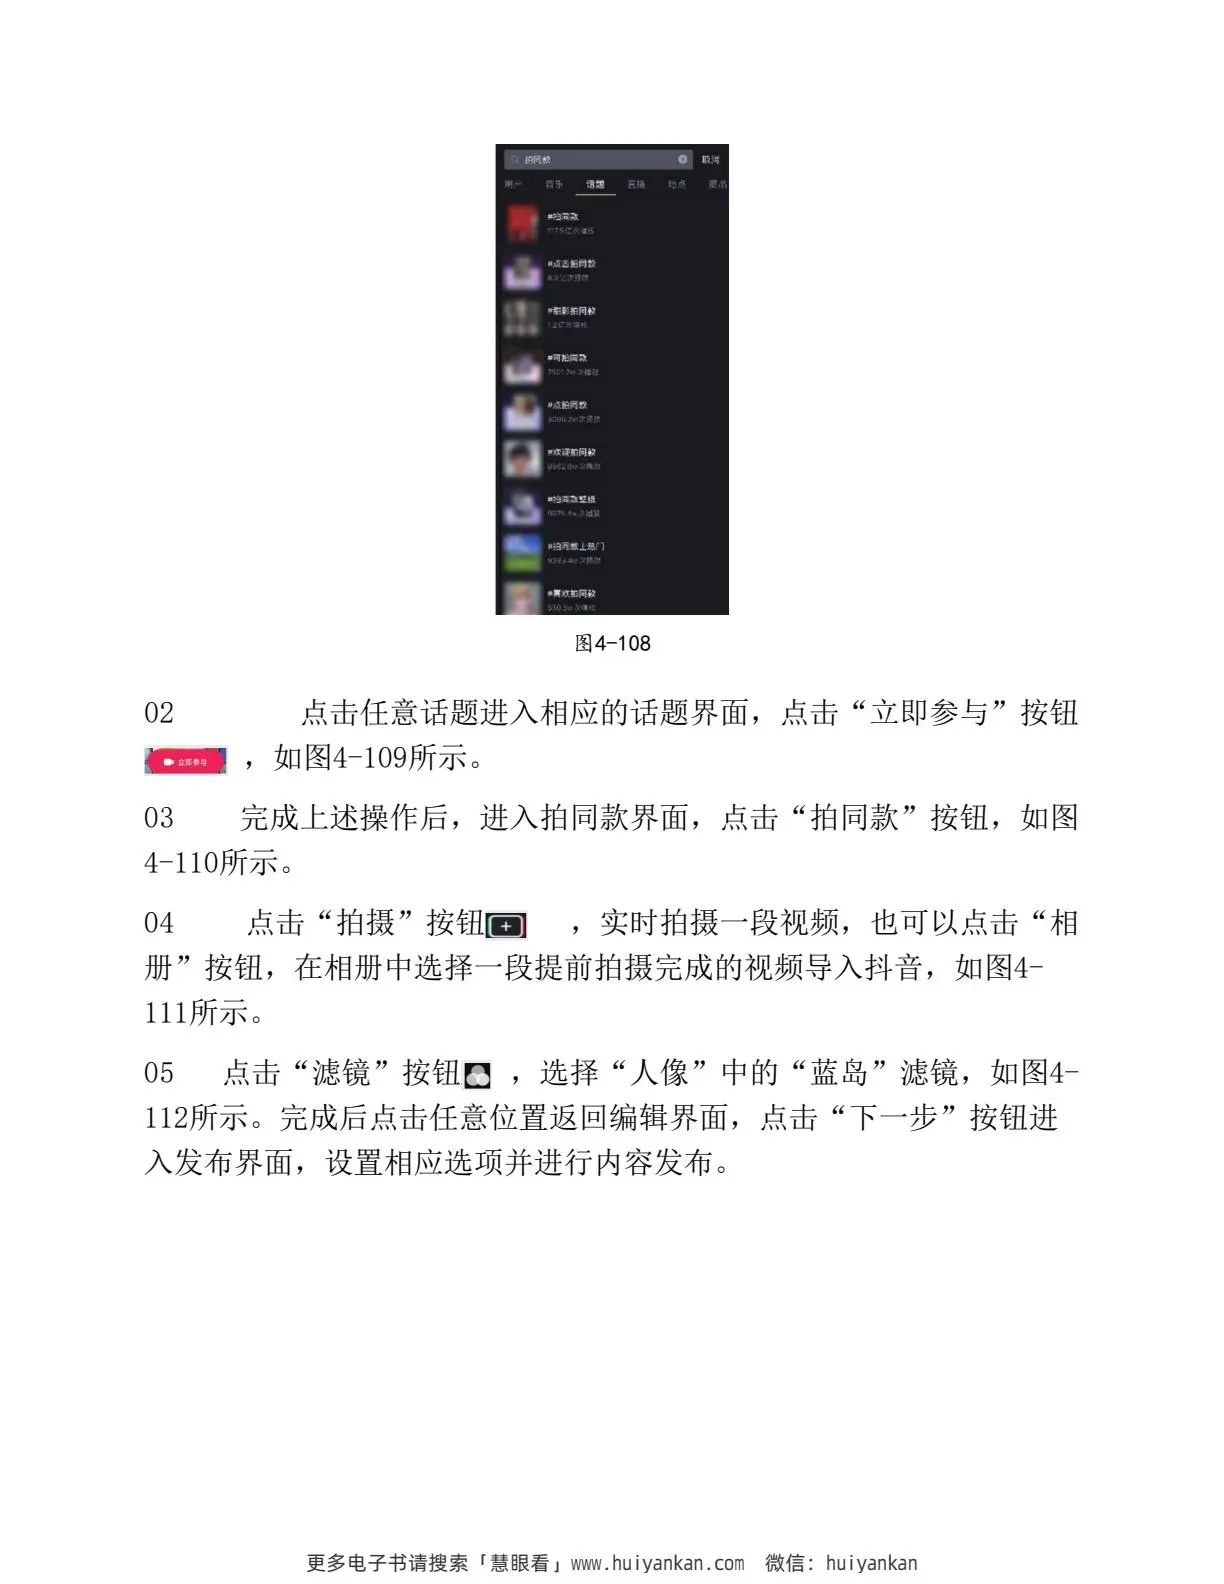 拍同款
取消
用户 音乐 话题 直播 地点 商品
#拍同款
#点击拍同款
#可拍同款
#点拍同款
#欢迎拍同款
#拍同款上热门
#喜欢拍同款
图4-108
02 点击任意话题进入相应的话题界面，点击“立即参与”按钮
立即参与 ，如图4-109所示。
03 完成上述操作后，进入拍同款界面，点击“拍同款”按钮，如图
4-110所示。
04 点击“拍摄”按钮 ，实时拍摄一段视频，也可以点击“相
册”按钮，在相册中选择一段提前拍摄完成的视频导入抖音，如图4-
111所示。
05 点击“滤镜”按钮 ，选择“人像”中的“蓝岛”滤镜，如图4-
112所示。完成后点击任意位置返回编辑界面，点击“下一步”按钮进
入发布界面，设置相应选项并进行内容发布。
更多电子书请搜索「慧眼看」www.huiyankan.com 微信：huiyankan